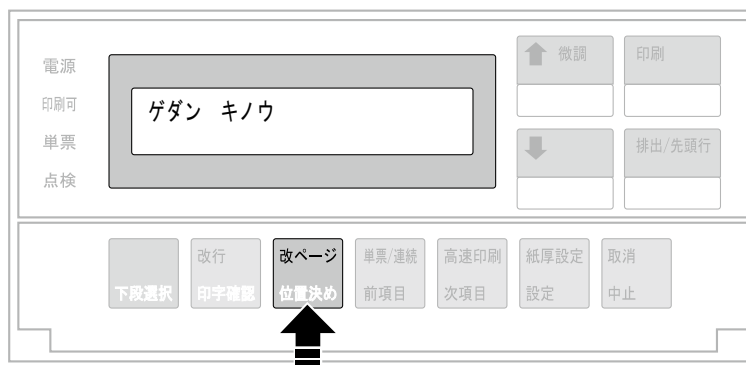 電源
印刷可
単票
点検
ゲダン キノウ
微調
印刷
排出/先頭行
下段選択
改行
印字確認
改ページ
位置決め
単票/連続
前項目
高速印刷
次項目
紙厚設定
設定
取消
中止